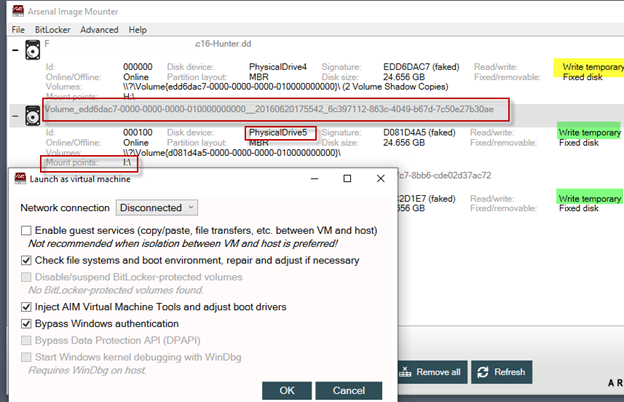 Arsenal Image Mounter
File BitLocker Advanced Help
F .c16-Hunter.dd
Id: 000000 Disk device: PhysicalDrive4 Signature: EDD6DAC7 (faked) Read/write: Write temporary
Online/Offline: Online Partition layout: MBR Disk size: 24.656 GB Fixed/removable: Fixed disk
Volumes: \\?\Volume{edd6dac7-0000-0000-0000-010000000000}\ (2 Volume Shadow Copies)
Mount points: H:\
Volume_edd6dac7-0000-0000-0000-010000000000__20160620175542_6c397112-863c-4049-b67d-7c50e27b30ae
Id: 000100 Disk device: PhysicalDrive5 Signature: D081D4A5 (faked) Read/write: Write temporary
Online/Offline: Online Partition layout: MBR Disk size: 24.656 GB Fixed/removable: Fixed disk
Volumes: \\?\Volume{d081d4a5-0000-0000-0000-010000000000}\
Mount points: I:\
c7-8bb6-cde02d37ac72
C2D1E7 (faked) Read/write: Write temporary
656 GB Fixed/removable: Fixed disk
Launch as virtual machine
Network connection Disconnected
Enable guest services (copy/paste, file transfers, etc. between VM and host)
Not recommended when isolation between VM and host is preferred!
Check file systems and boot environment, repair and adjust if necessary
Disable/suspend BitLocker-protected volumes
No BitLocker-protected volumes found.
Inject AIM Virtual Machine Tools and adjust boot drivers
Bypass Windows authentication
Bypass Data Protection API (DPAPI)
Start Windows kernel debugging with WinDbg
Requires WinDbg on host.
OK Cancel
Remove all Refresh
A R